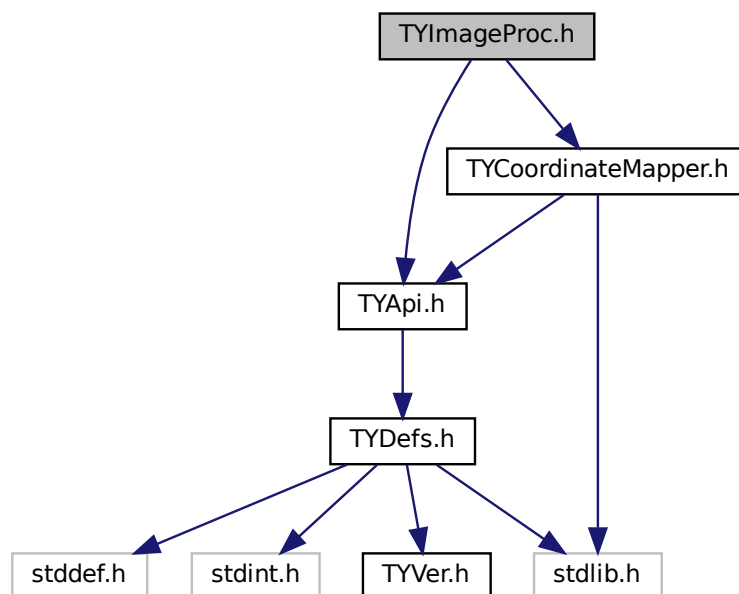 TYImageProc.h
TYCoordinateMapper.h
TYApi.h
TYDefs.h
stddef.h
stdint.h
TYVer.h
stdlib.h